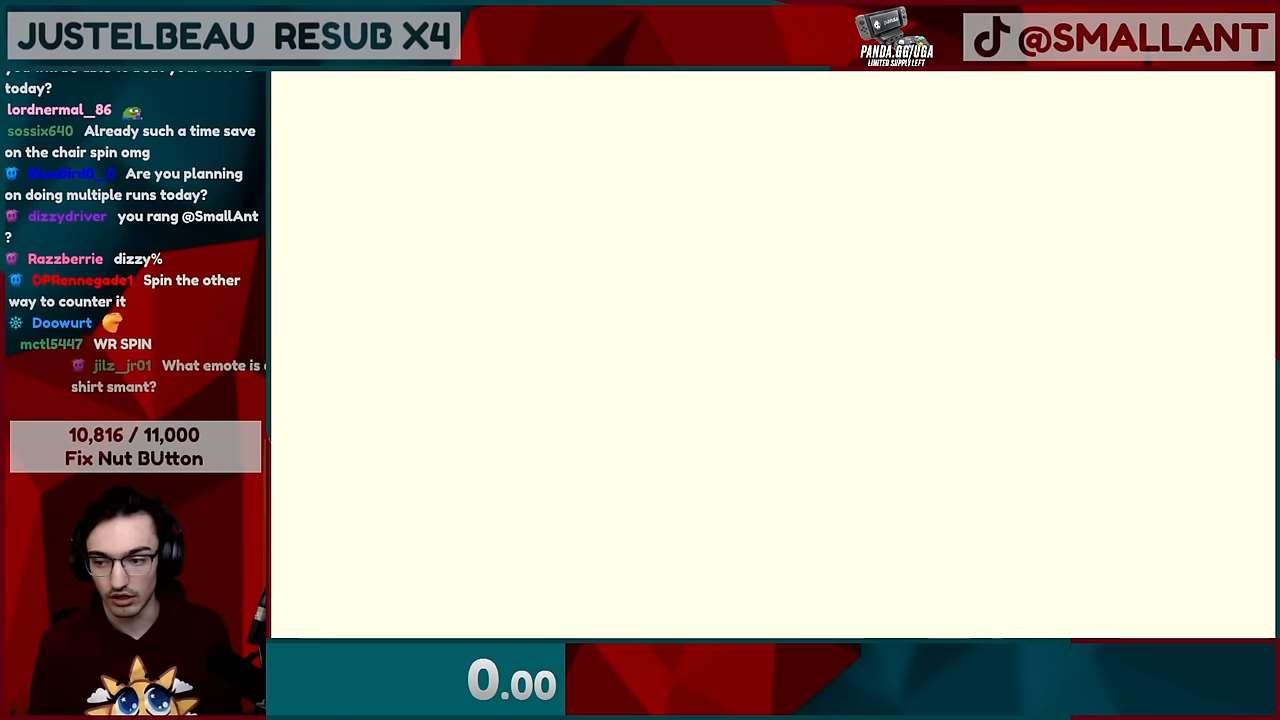 JUSTELBEAU RESUB X4
panda
PANDA.GG/UGA
LIMITED SUPPLY LEFT
@SMALLANT
today?
lordnermal_86
sossix640 Already such a time save
on the chair spin omg
BlueBird0_0 Are you planning
on doing multiple runs today?
dizzydriver you rang @SmallAnt
?
Razzberrie dizzy%
DPRennegade1 Spin the other
way to counter it
Doowurt
mctl5447 WR SPIN
jilz_jr01 What emote is
shirt smant?
10,816 / 11,000
Fix Nut BUtton
0.00